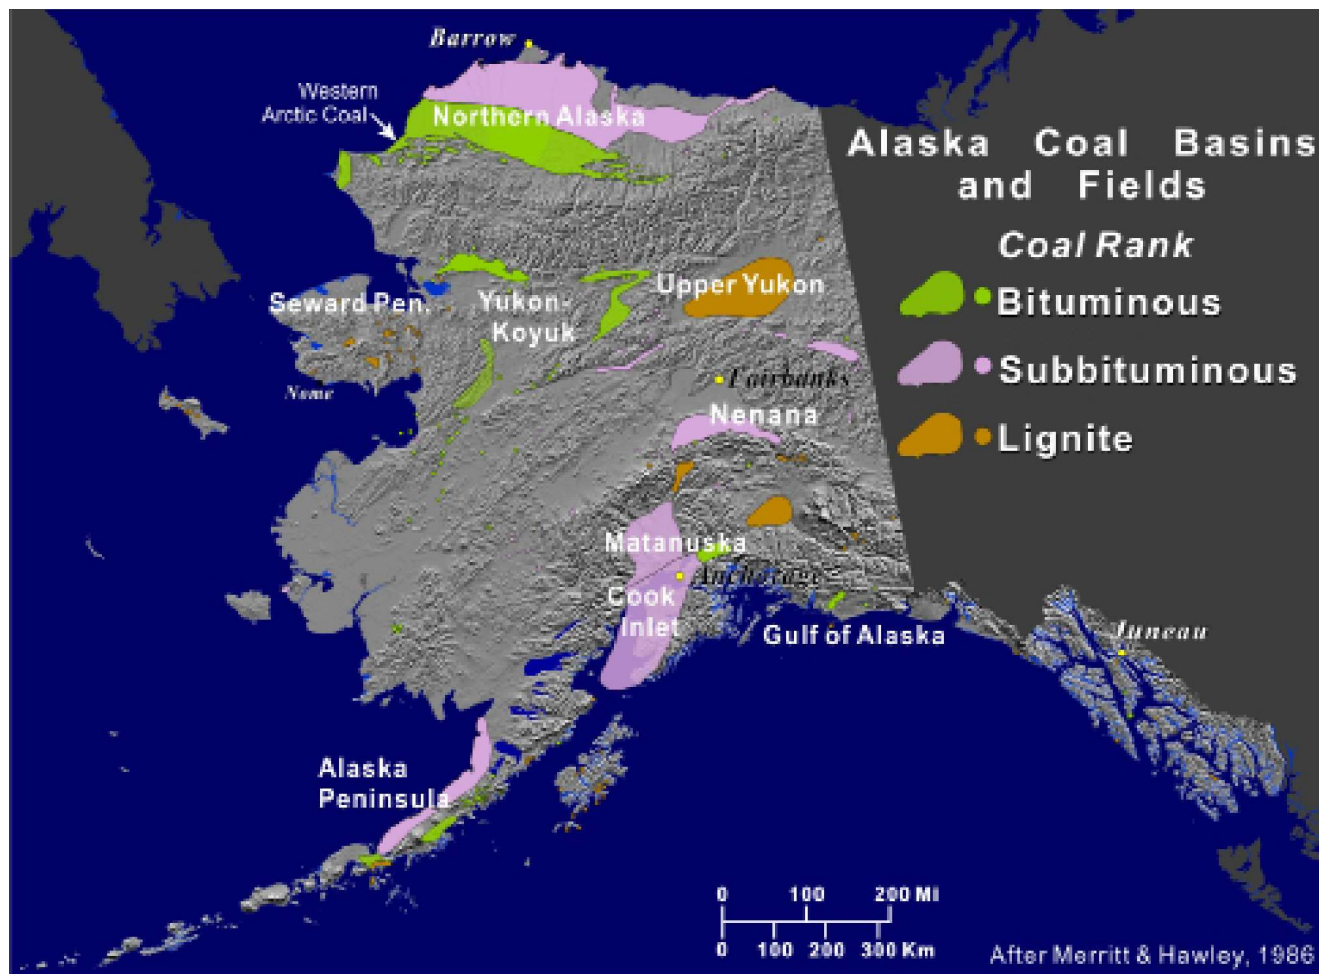 Barrow
Western
Arctic Coal
Northern Alaska
Alaska Coal Basins
and Fields
Coal Rank
Bituminous
Subbituminous
Lignite
Upper Yukon
Seward Pen.
Yukon-
Koyuk
Nome
Fairbanks
Nenana
Matanuska
Anchorage
Cook
Inlet
Gulf of Alaska
Juneau
Alaska
Peninsula
0 100 200 Mi
0 100 200 300 Km
After Merritt & Hawley, 1986